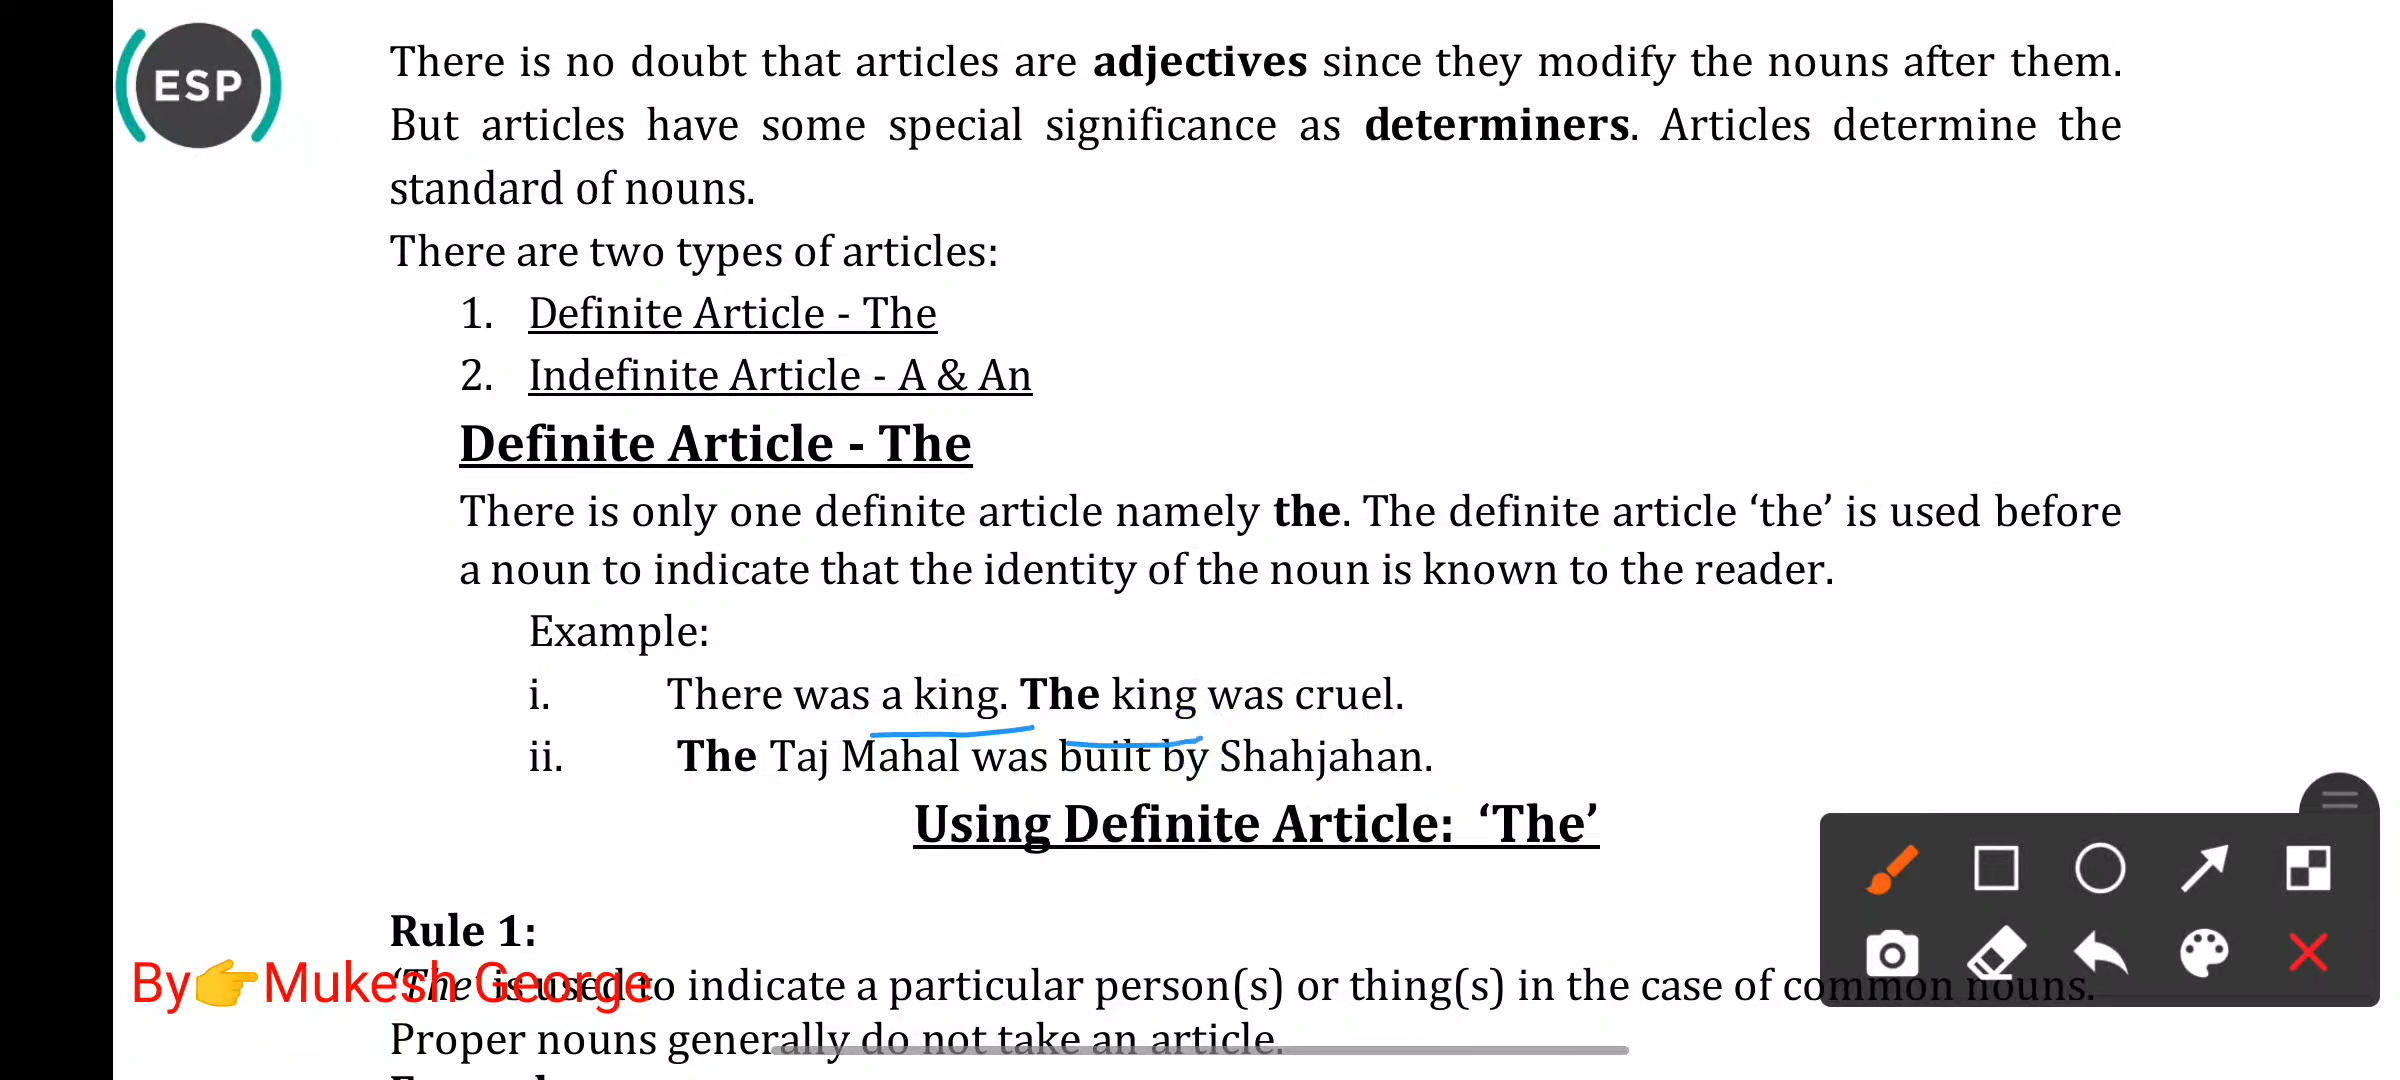 ESP
There is no doubt that articles are adjectives since they modify the nouns after them.
But articles have some special significance as determiners. Articles determine the
standard of nouns.
There are two types of articles:
1. Definite Article - The
2. Indefinite Article - A & An
Definite Article - The
There is only one definite article namely the. The definite article ‘the’ is used before
a noun to indicate that the identity of the noun is known to the reader.
Example:
i. There was a king. The king was cruel.
ii. The Taj Mahal was built by Shahjahan.
Using Definite Article: ‘The’
Rule 1:
‘The’ is used to indicate a particular person(s) or thing(s) in the case of common nouns.
By👉Mukesh George
Proper nouns generally do not take an article.